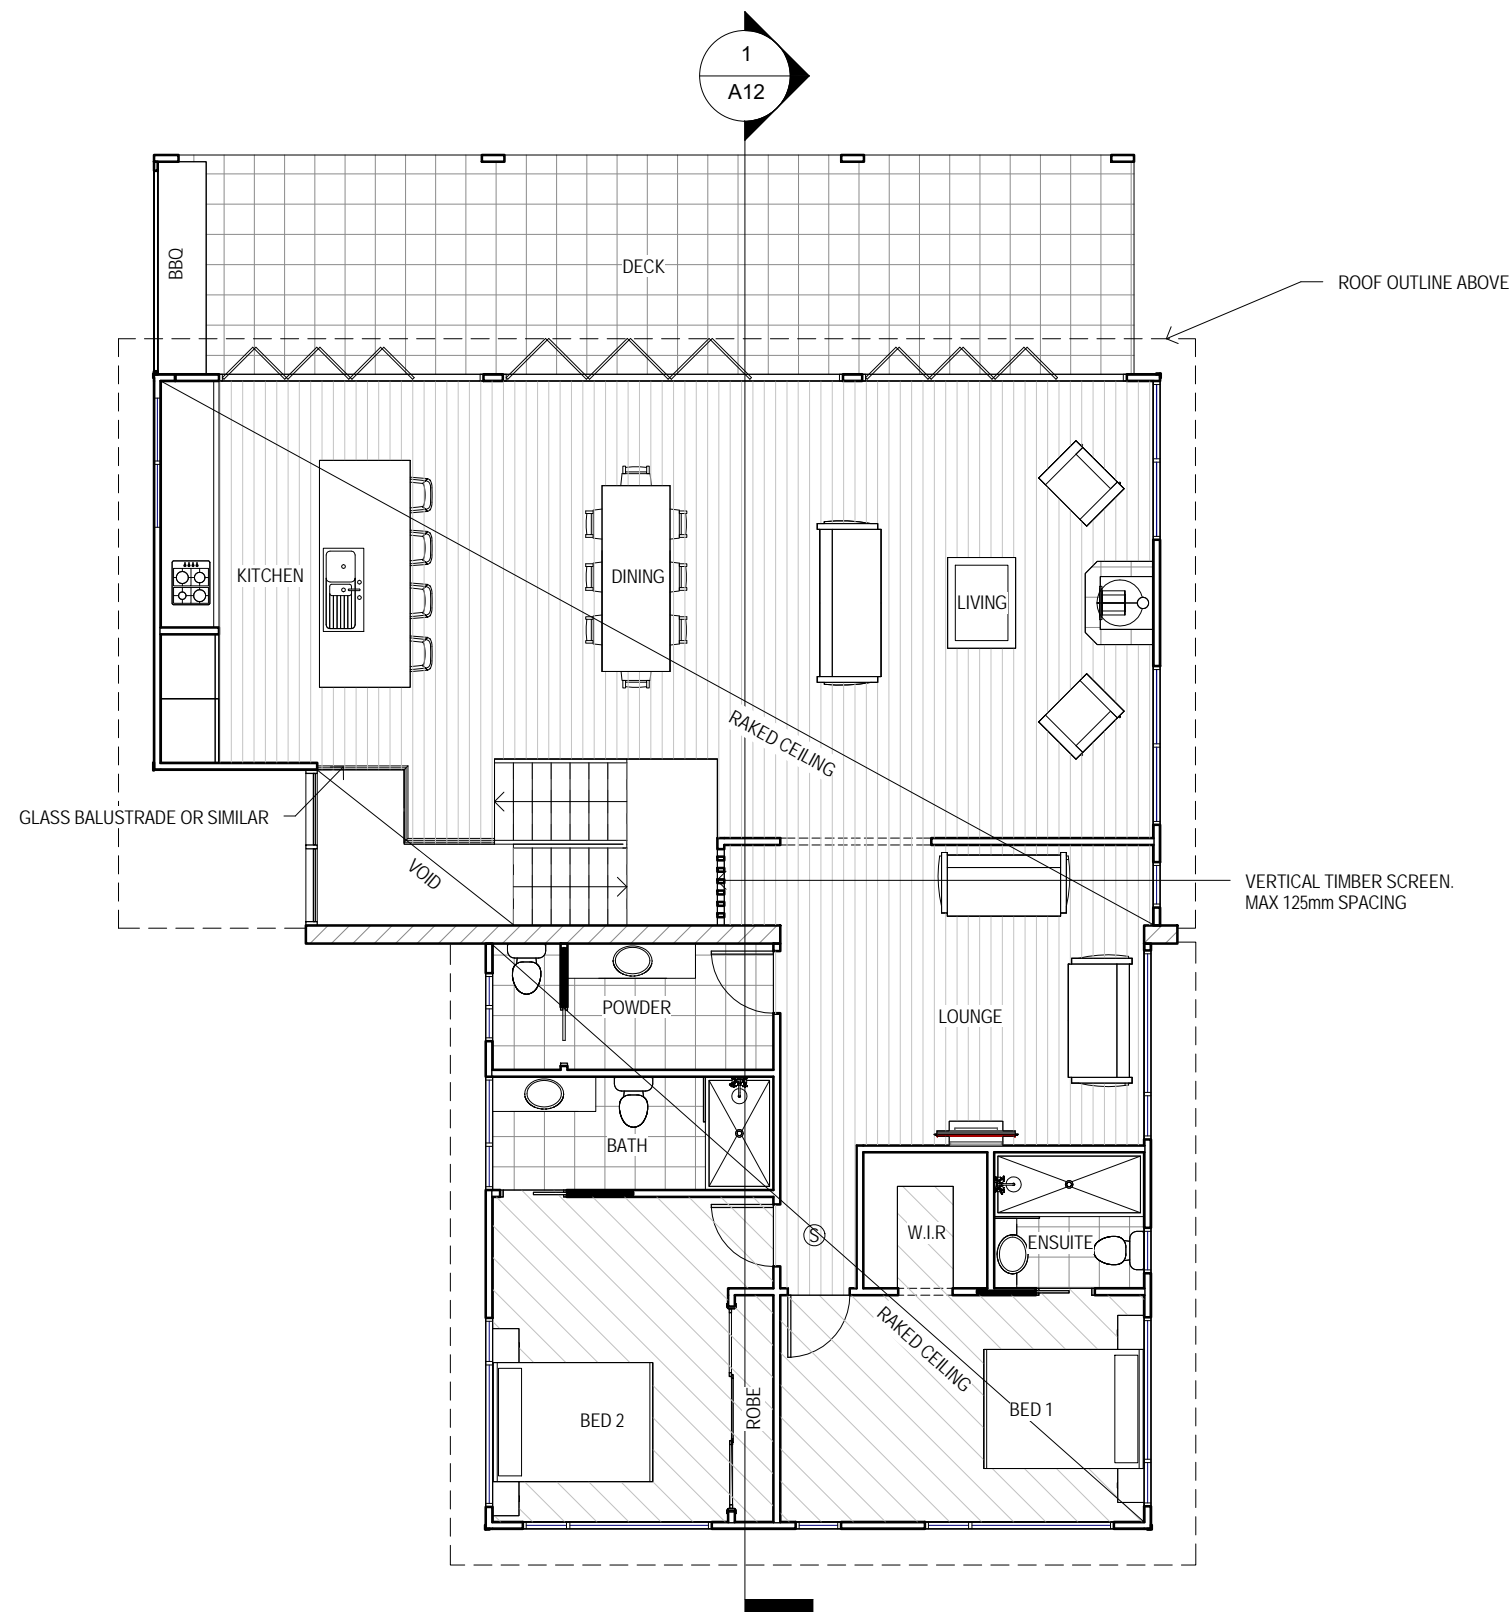 1
A12
BBQ
DECK
ROOF OUTLINE ABOVE
KITCHEN
DINING
LIVING
RAKED CEILING
GLASS BALUSTRADE OR SIMILAR
VOID
VERTICAL TIMBER SCREEN.
MAX 125mm SPACING
POWDER
LOUNGE
BATH
W.I.R
ENSUITE
S
RAKED CEILING
BED 2
ROBE
BED 1